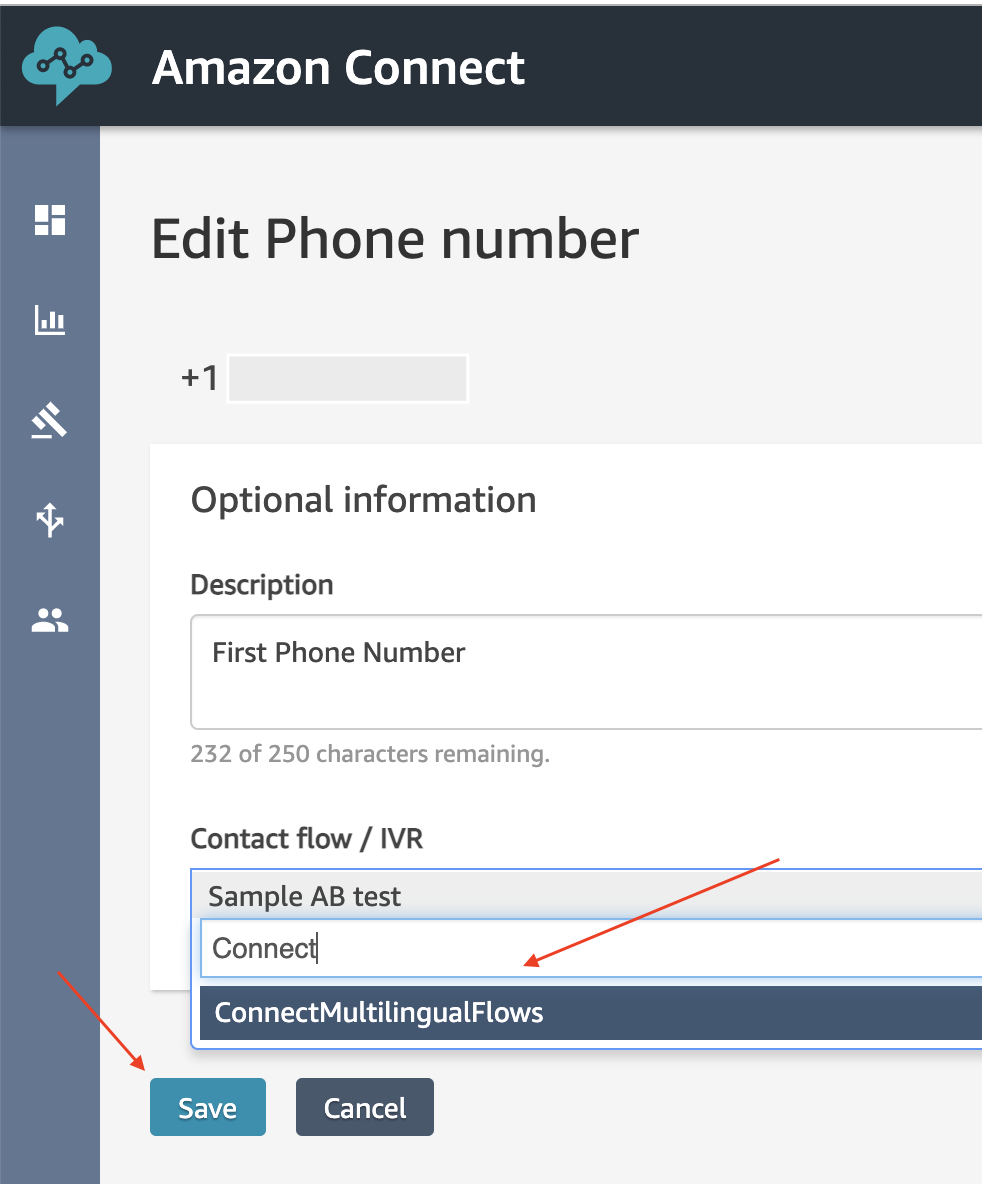 Amazon Connect
Edit Phone number
+1
Optional information
Description
First Phone Number
232 of 250 characters remaining.
Contact flow / IVR
Sample AB test
Connect
ConnectMultilingualFlows
Save
Cancel